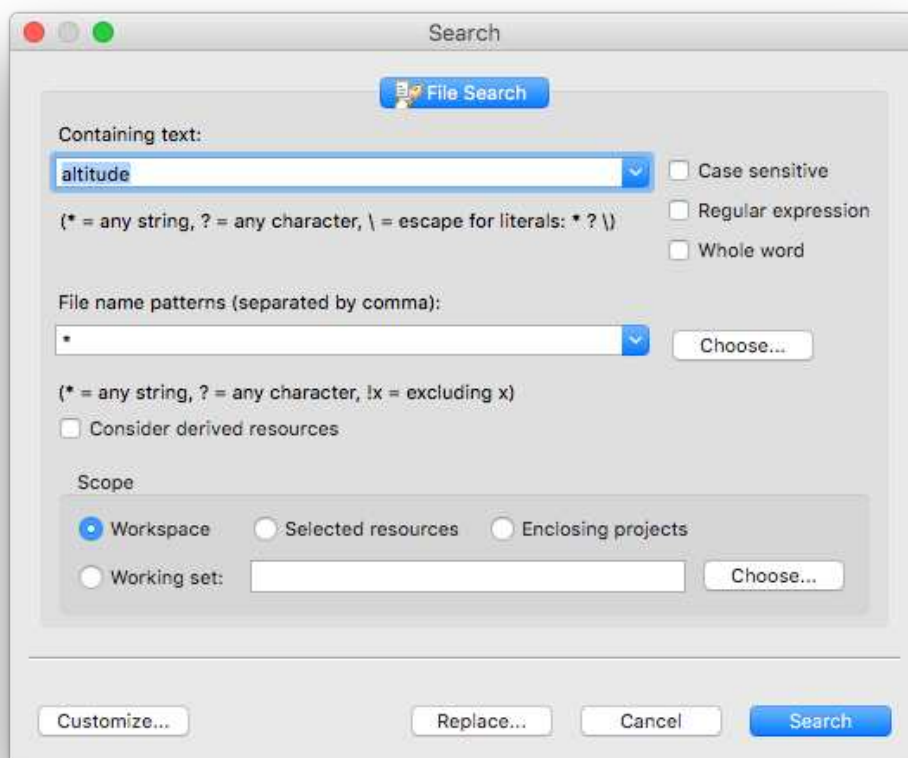 Search
File Search
Containing text:
altitude
Case sensitive
(* = any string, ? = any character, \ = escape for literals: * ? \)
Regular expression
Whole word
File name patterns (separated by comma):
*
Choose...
(* = any string, ? = any character, !x = excluding x)
Consider derived resources
Scope
Workspace Selected resources Enclosing projects
Working set: Choose...
Customize... Replace... Cancel Search